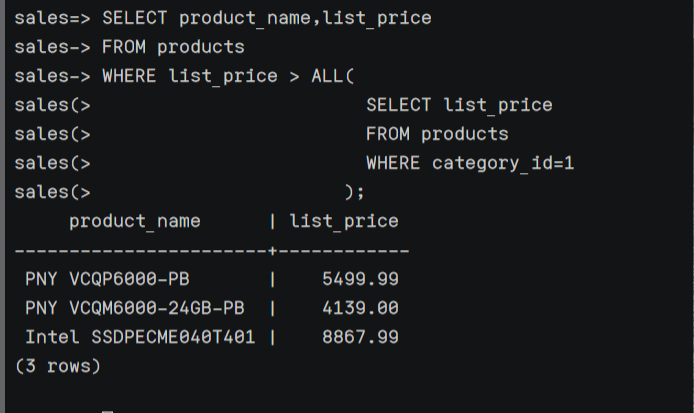 sales=> SELECT product_name,list_price
sales-> FROM products
sales-> WHERE list_price > ALL(
sales(>                         SELECT list_price
sales(>                         FROM products
sales(>                         WHERE category_id=1
sales(>                       );
     product_name      | list_price
-----------------------+------------
 PNY VCQP6000-PB       |    5499.99
 PNY VCQM6000-24GB-PB  |    4139.00
 Intel SSDPECME040T401 |    8867.99
(3 rows)